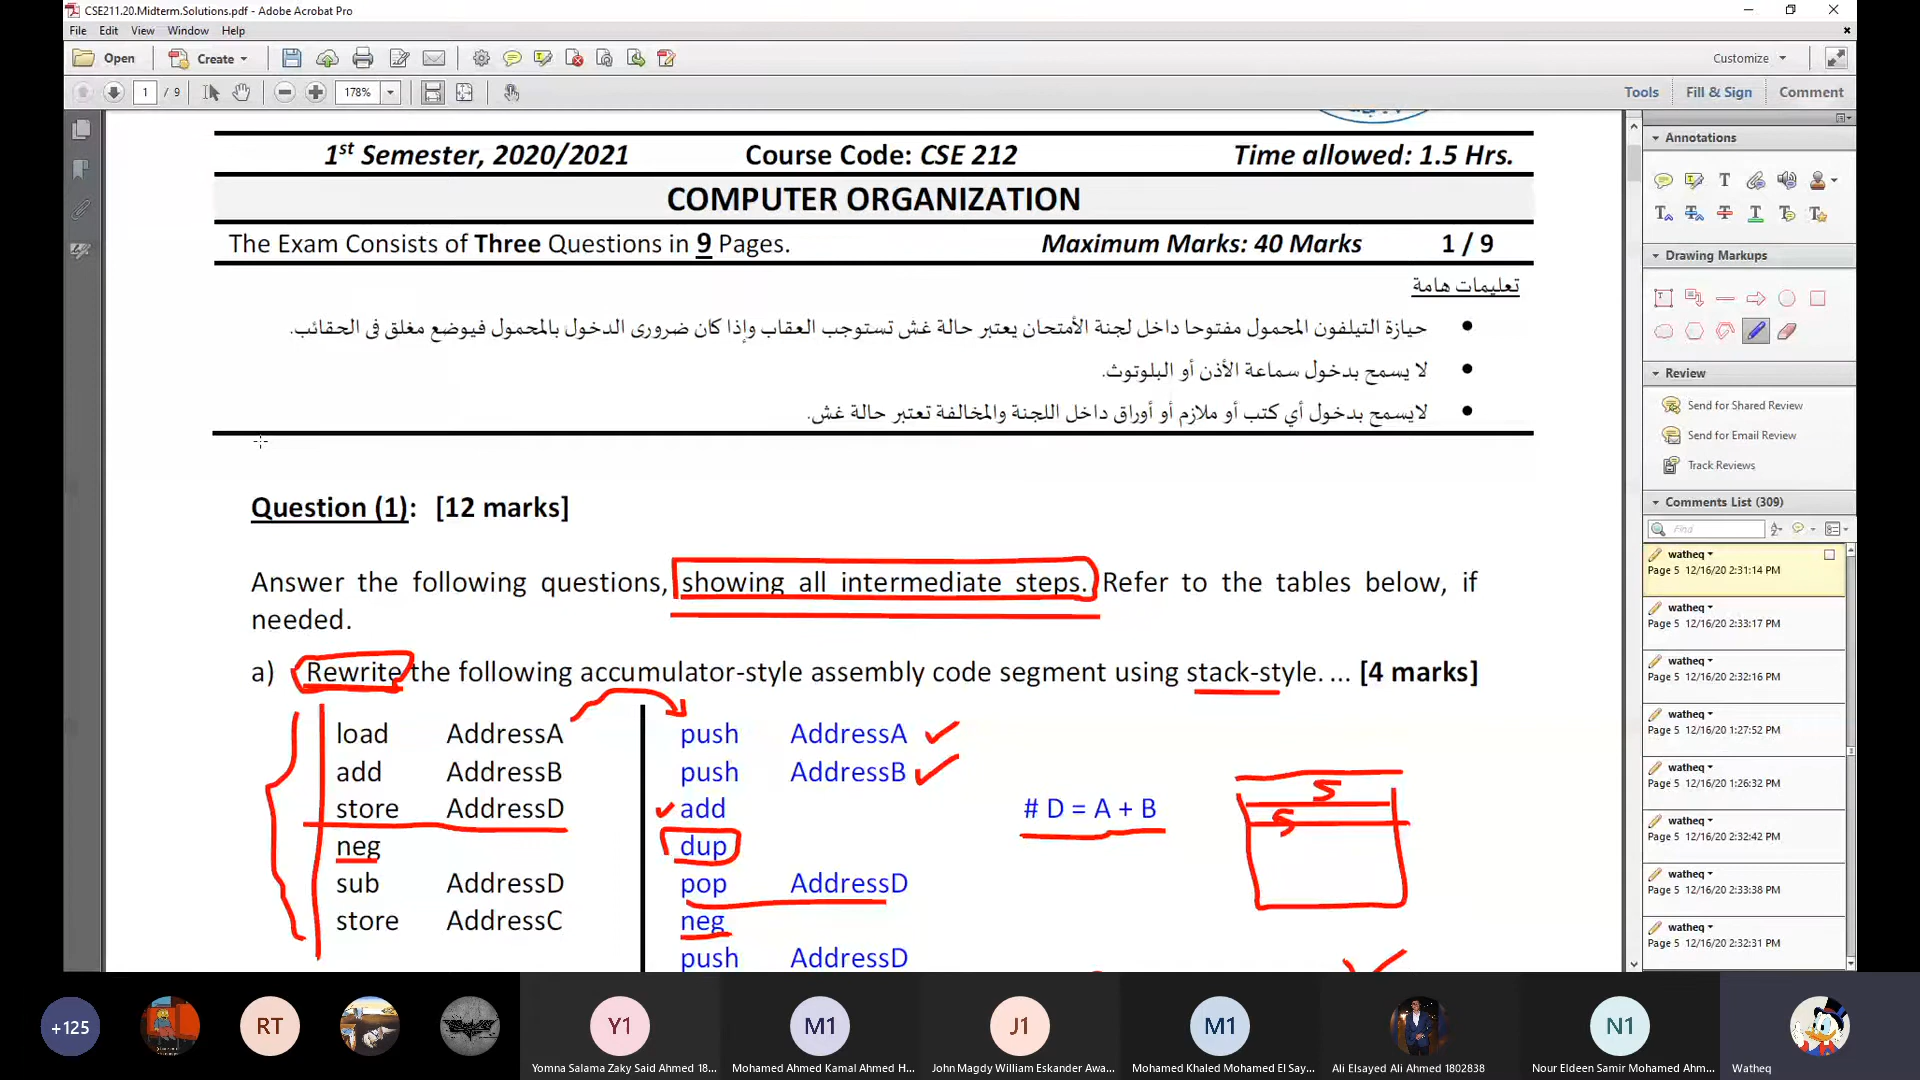 CSE211.20.Midterm.Solutions.pdf - Adobe Acrobat Pro
File Edit View Window Help
Open Create Customize
1 / 9 178% Tools Fill & Sign Comment
1st Semester, 2020/2021 Course Code: CSE 212 Time allowed: 1.5 Hrs.
COMPUTER ORGANIZATION
The Exam Consists of Three Questions in 9 Pages. Maximum Marks: 40 Marks 1 / 9
تعليمات هامة
• حيازة التيلفون المحمول مفتوحا داخل لجنة الأمتحان يعتبر حالة غش تستوجب العقاب وإذا كان ضرورى الدخول بالمحمول فيوضع مغلق فى الحقائب.
• لا يسمح بدخول سماعة الأذن أو البلوتوث.
• لايسمح بدخول أي كتب أو ملازم أو أوراق داخل اللجنة والمخالفة تعتبر حالة غش.
Question (1): [12 marks]
Answer the following questions, showing all intermediate steps. Refer to the tables below, if
needed.
a) Rewrite the following accumulator-style assembly code segment using stack-style. ... [4 marks]
load AddressA push AddressA
add AddressB push AddressB
store AddressD add # D = A + B
neg dup
sub AddressD pop AddressD
store AddressC neg
push AddressD
S
S
Annotations
Drawing Markups
Review
Send for Shared Review
Send for Email Review
Track Reviews
Comments List (309)
Find
watheq
Page 5 12/16/20 2:31:14 PM
watheq
Page 5 12/16/20 2:33:17 PM
watheq
Page 5 12/16/20 2:32:16 PM
watheq
Page 5 12/16/20 1:27:52 PM
watheq
Page 5 12/16/20 1:26:32 PM
watheq
Page 5 12/16/20 2:32:42 PM
watheq
Page 5 12/16/20 2:33:38 PM
watheq
Page 5 12/16/20 2:32:31 PM
+125 RT Y1 M1 J1 M1 N1
Yomna Salama Zaky Said Ahmed 18... Mohamed Ahmed Kamal Ahmed H... John Magdy William Eskander Awa... Mohamed Khaled Mohamed El Say... Ali Elsayed Ali Ahmed 1802838 Nour Eldeen Samir Mohamed Ahm... Watheq